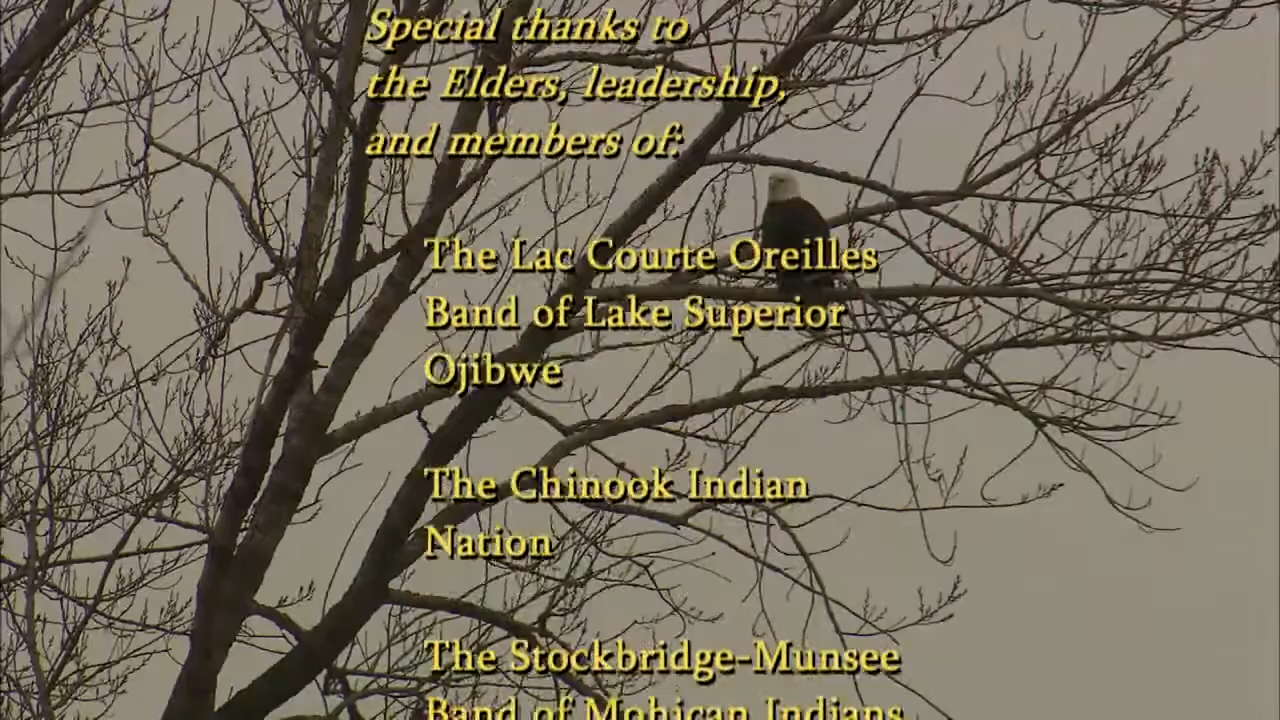 Special thanks to
the Elders, leadership,
and members of:
The Lac Courte Oreilles
Band of Lake Superior
Ojibwe
The Chinook Indian
Nation
The Stockbridge-Munsee
Band of Mohican Indians